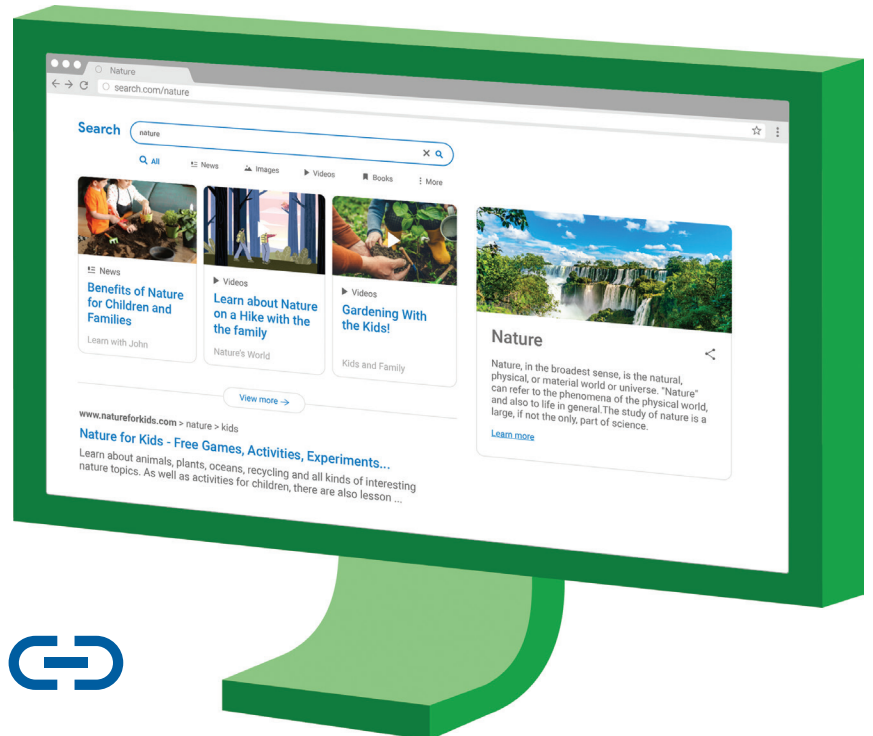 Nature
search.com/nature
Search
nature
All
News
Images
Videos
Books
More
News
Benefits of Nature
for Children and
Families
Learn with John
Videos
Learn about Nature
on a Hike with the
the family
Nature's World
Videos
Gardening With
the Kids!
Kids and Family
View more →
www.natureforkids.com > nature > kids
Nature for Kids - Free Games, Activities, Experiments...
Learn about animals, plants, oceans, recycling and all kinds of interesting
nature topics. As well as activities for children, there are also lesson ...
Nature
Nature, in the broadest sense, is the natural,
physical, or material world or universe. "Nature"
can refer to the phenomena of the physical world,
and also to life in general.The study of nature is a
large, if not the only, part of science.
Learn more